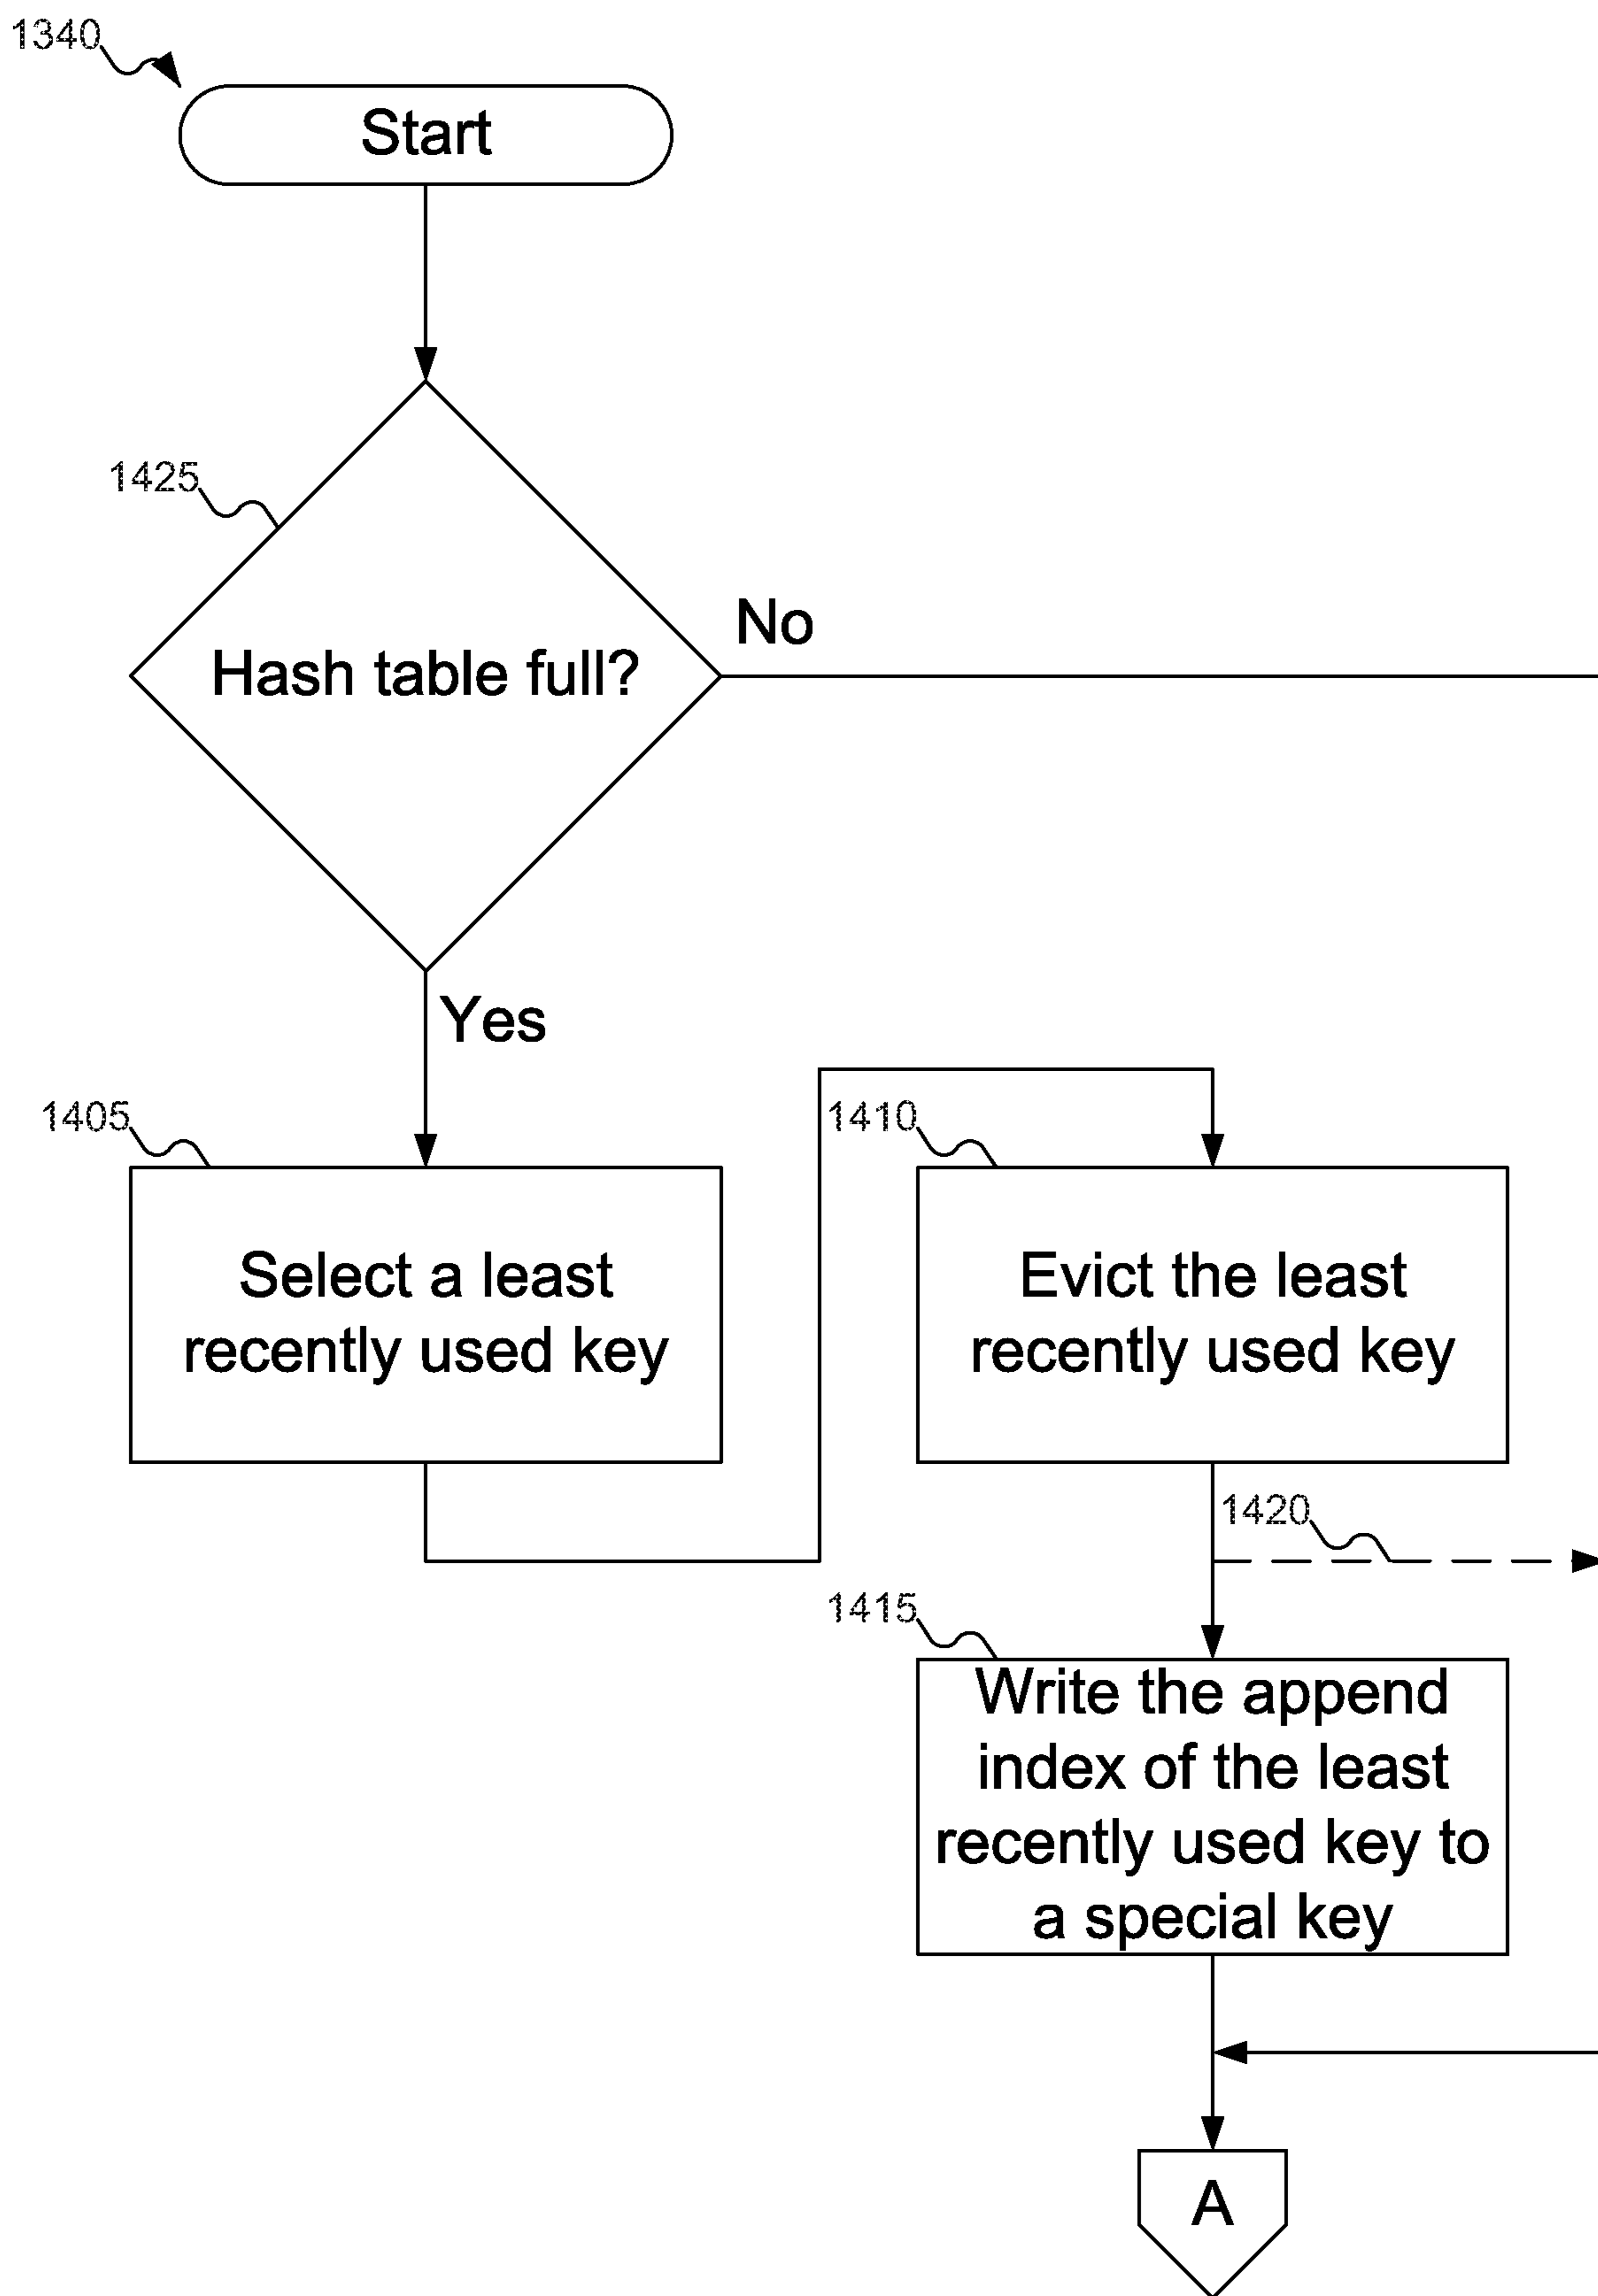 1340
Start
1425
No
Hash table full?
Yes
1405
1410
Select a least
recently used key
Evict the least
recently used key
1420
1415
Write the append
index of the least
recently used key to
a special key
A